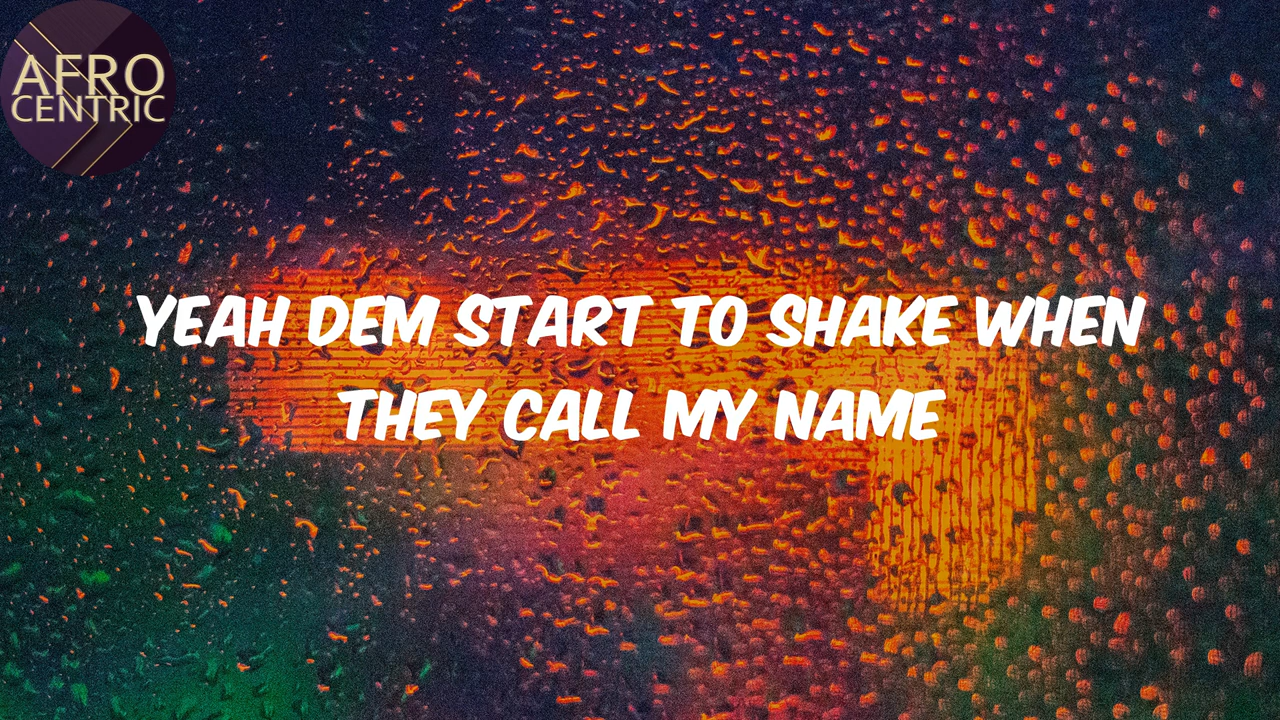 AFRO
CENTRIC
YEAH DEM START TO SHAKE WHEN
THEY CALL MY NAME